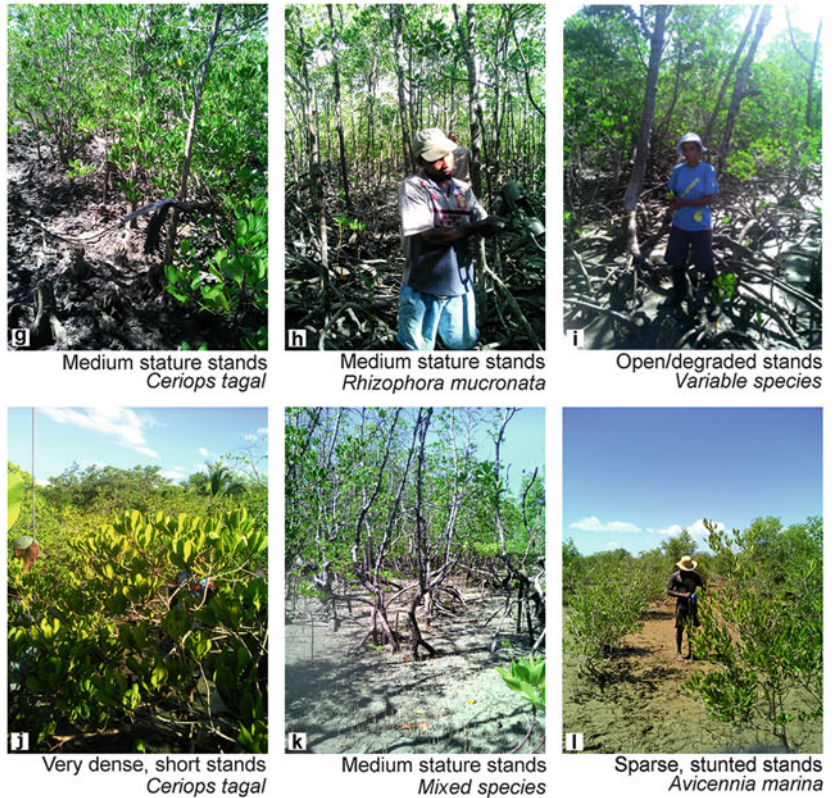 g
Medium stature stands
Ceriops tagal
h
Medium stature stands
Rhizophora mucronata
i
Open/degraded stands
Variable species
j
Very dense, short stands
Ceriops tagal
k
Medium stature stands
Mixed species
l
Sparse, stunted stands
Avicennia marina